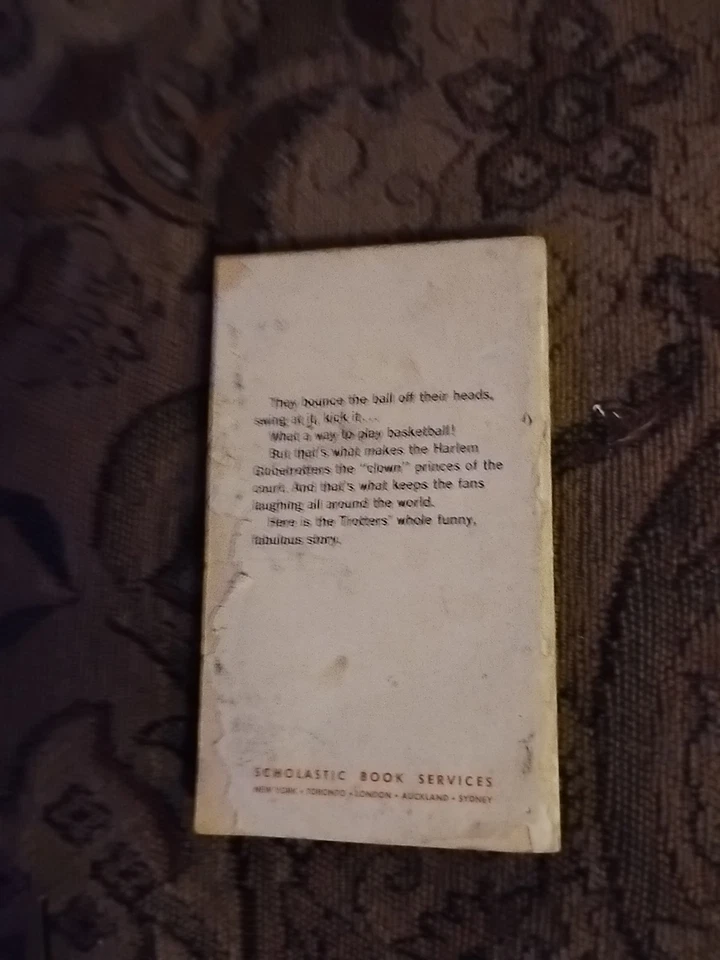 They bounce the ball off their heads,
swing at it, kick it...
What a way to play basketball!
But that's what makes the Harlem
Globetrotters the "clown" princes of the
court. And that's what keeps the fans
laughing all around the world.
Here is the Trotters' whole funny,
fabulous story.
SCHOLASTIC BOOK SERVICES
NEW YORK • TORONTO • LONDON • AUCKLAND • SYDNEY